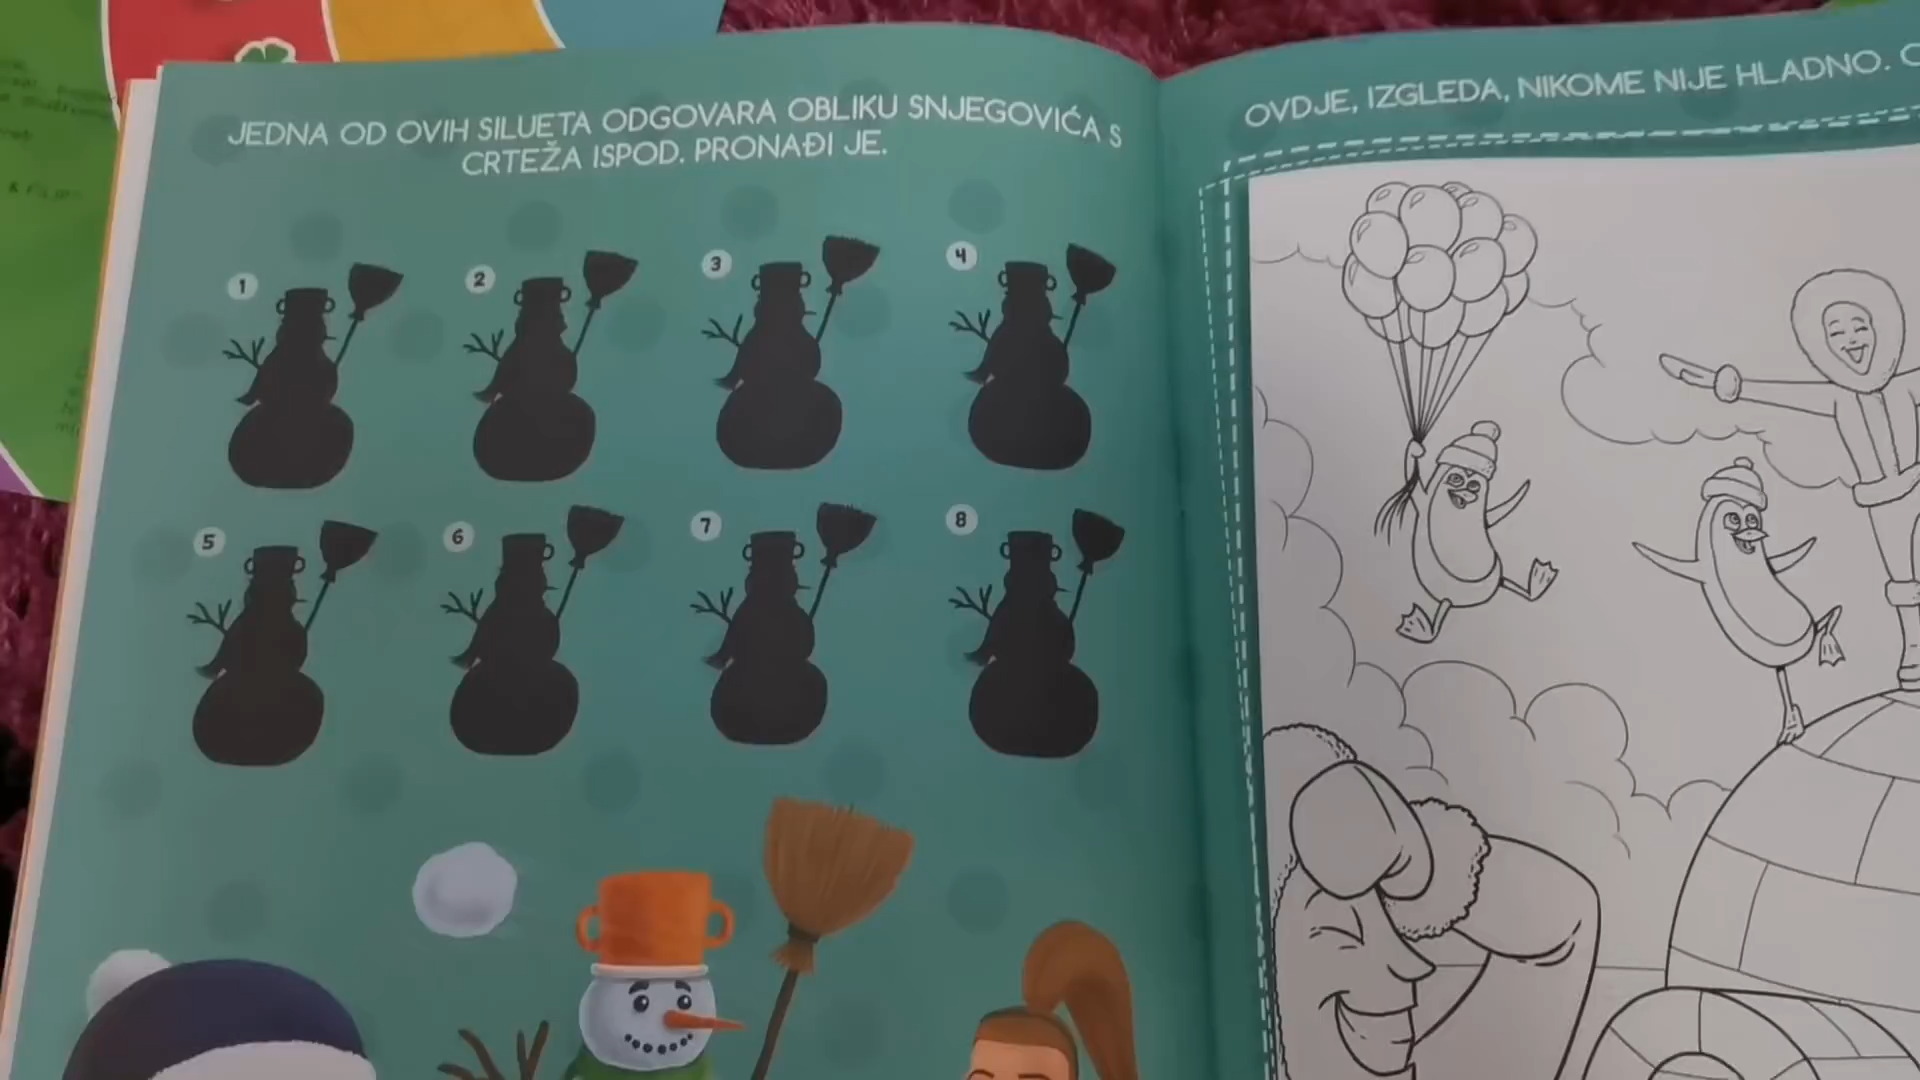 JEDNA OD OVIH SILUETA ODGOVARA OBLIKU SNJEGOVIĆA S
CRTEŽA ISPOD. PRONAĐI JE.
1
2
3
4
5
6
7
8
OVDJE, IZGLEDA, NIKOME NIJE HLADNO.